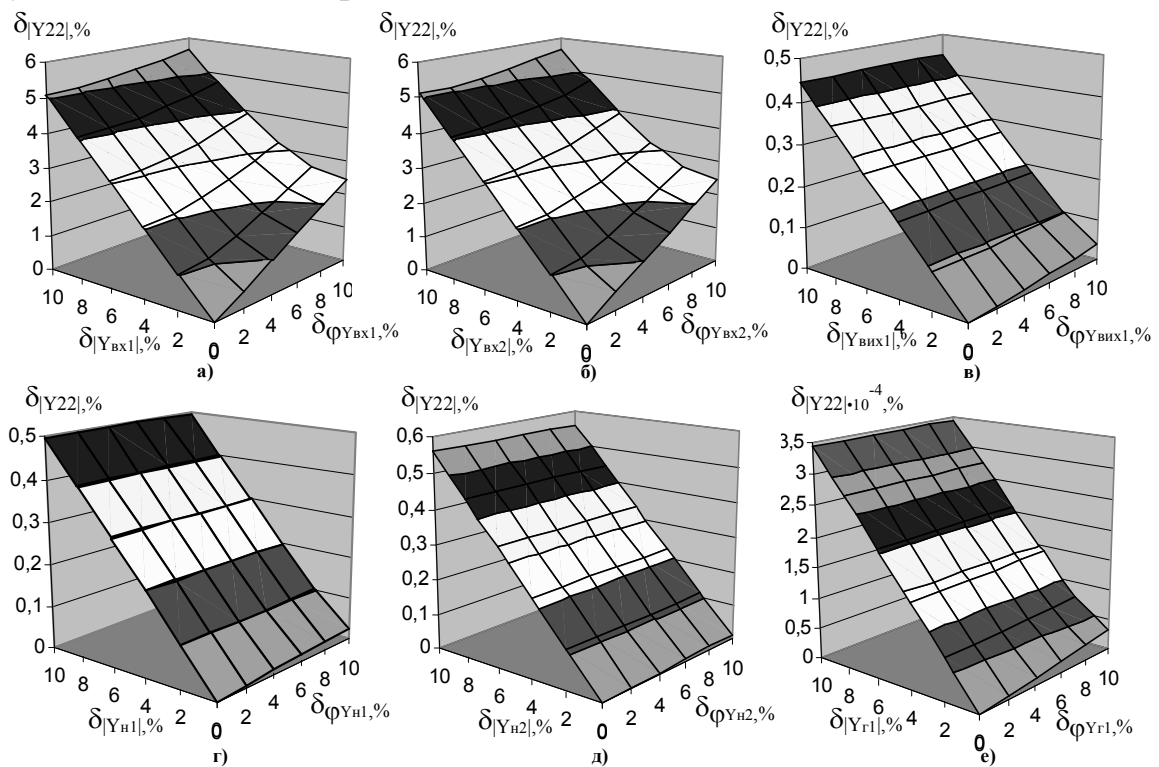 δ|Y22|,% δ|Y22|,% δ|Y22|,%
6 6 0,5
5 5 0,4
4 4 0,3
3 3 0,2
2 2 0,1
1 1 0
0 0
10 8 6 4 2 0 0 2 4 6 8 10
δ|Yвх1|,% δφYвх1,%
а)
10 8 6 4 2 0 0 2 4 6 8 10
δ|Yвх2|,% δφYвх2,%
б)
10 8 6 4 2 0 0 2 4 6 8 10
δ|Yвих1|,% δφYвих1,%
в)
δ|Y22|,% δ|Y22|,% δ|Y22|•10⁻⁴,%
0,5 0,6 3,5
0,4 0,5 3
0,3 0,4 2,5
0,2 0,3 2
0,1 0,2 1,5
0 0,1 1
0 0,5
0
10 8 6 4 2 0 0 2 4 6 8 10
δ|Yн1|,% δφYн1,%
г)
10 8 6 4 2 0 0 2 4 6 8 10
δ|Yн2|,% δφYн2,%
д)
10 8 6 4 2 0 0 2 4 6 8 10
δ|Yг1|,% δφYг1,%
е)